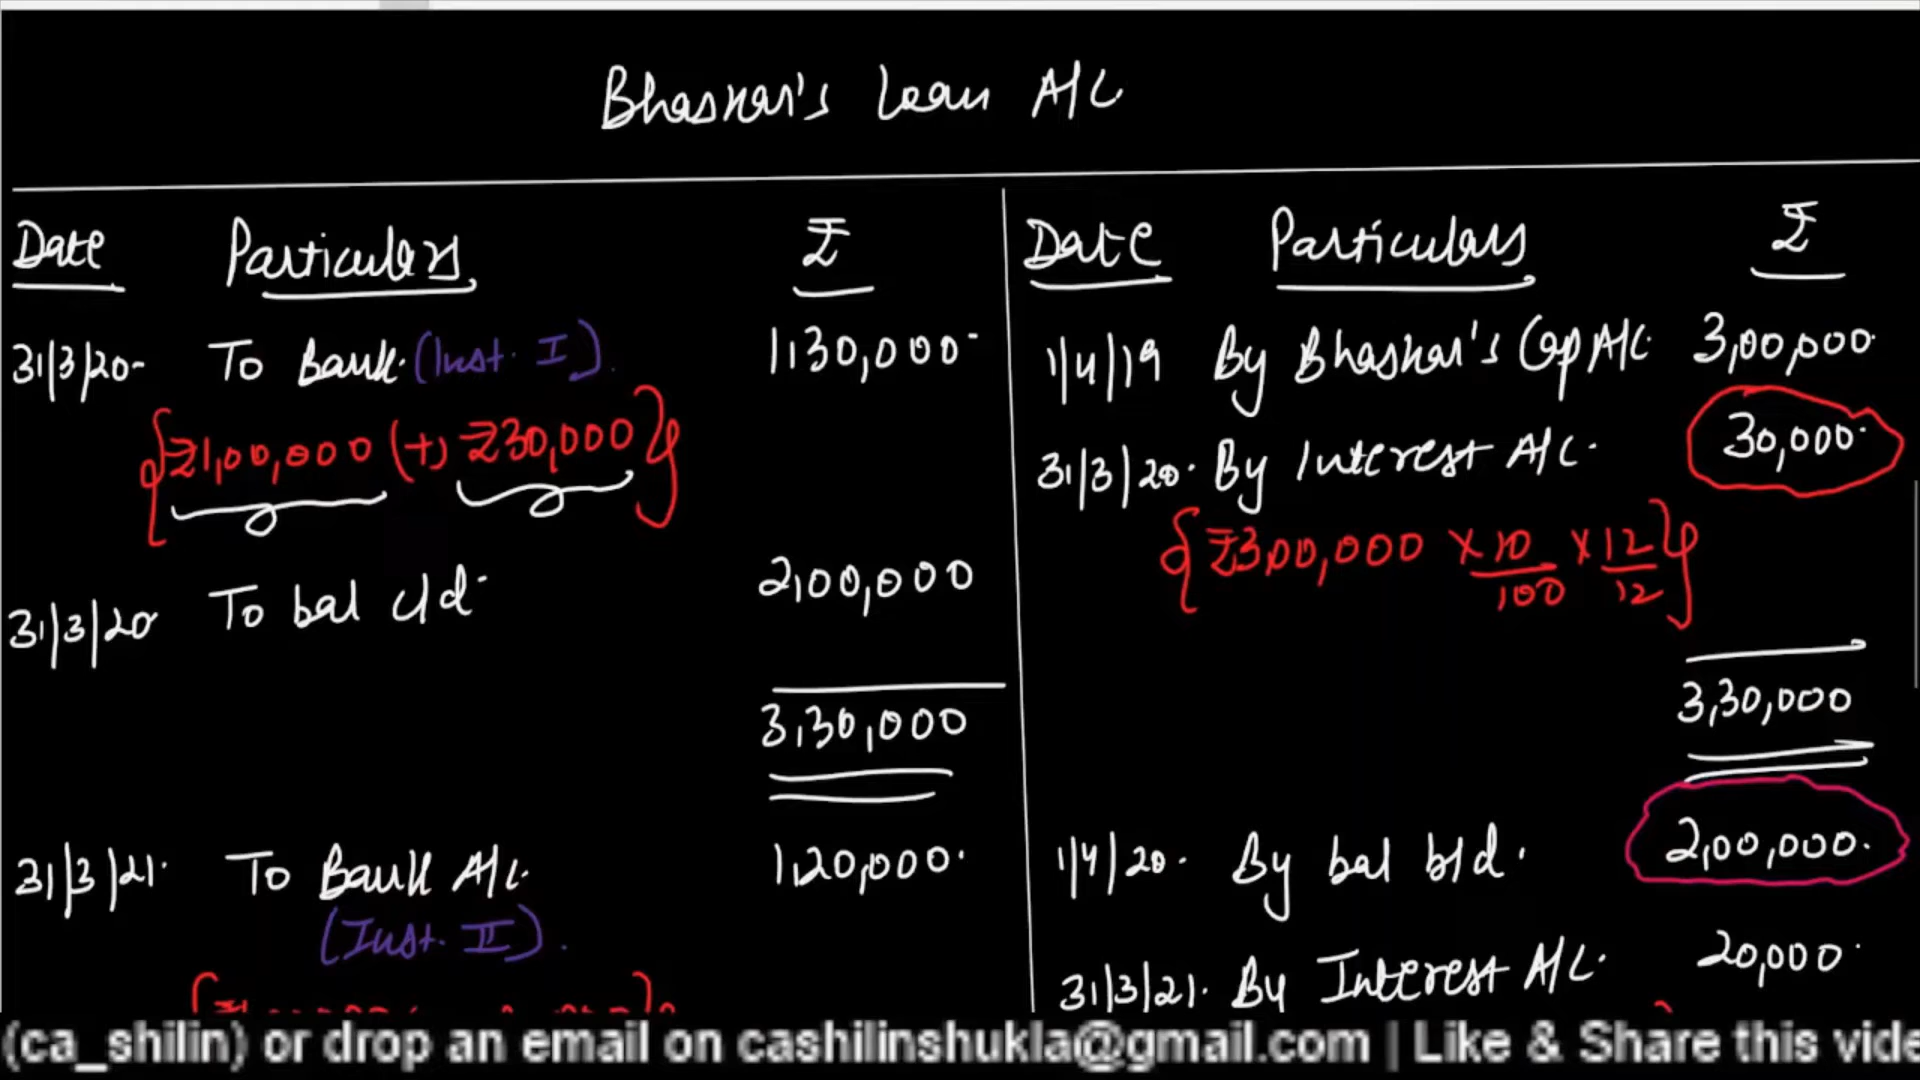 Bhaskar's Loan A/C
Date Particulars ₹ Date Particulars ₹
31/3/20 To Bank (Inst. I) 1,30,000 1/4/19 By Bhaskar's Cap A/C 3,00,000
{₹1,00,000 (+) ₹30,000} 31/3/20 By Interest A/C 30,000
{₹3,00,000 × 10/100 × 12/12}
31/3/20 To bal c/d 2,00,000
3,30,000 3,30,000
31/3/21 To Bank A/C 1,20,000 1/4/20 By bal b/d 2,00,000
(Inst. II)
31/3/21 By Interest A/C 20,000
(ca_shilin) or drop an email on cashilinshukla@gmail.com | Like & Share this vide